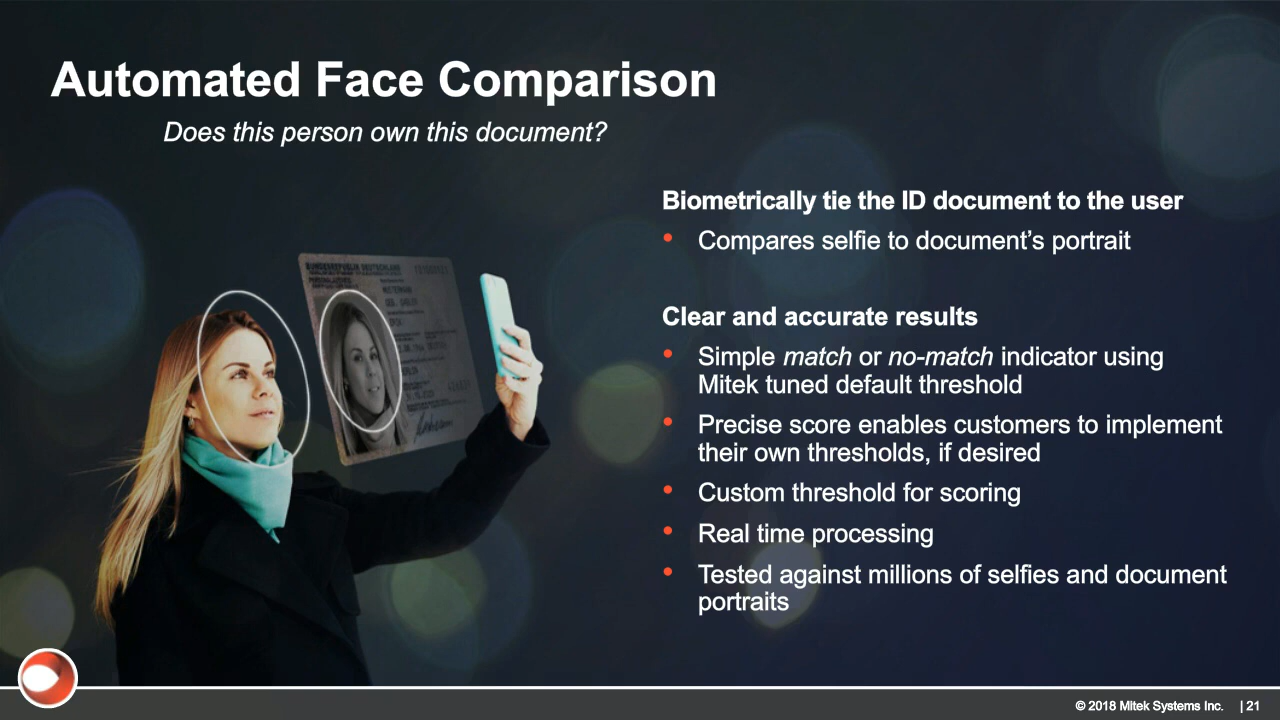 Automated Face Comparison
Does this person own this document?
Biometrically tie the ID document to the user
• Compares selfie to document’s portrait
Clear and accurate results
• Simple match or no-match indicator using
Mitek tuned default threshold
• Precise score enables customers to implement
their own thresholds, if desired
• Custom threshold for scoring
• Real time processing
• Tested against millions of selfies and document
portraits
BUNDESREPUBLIK DEUTSCHLAND
MUSTERMANN
© 2018 Mitek Systems Inc. | 21